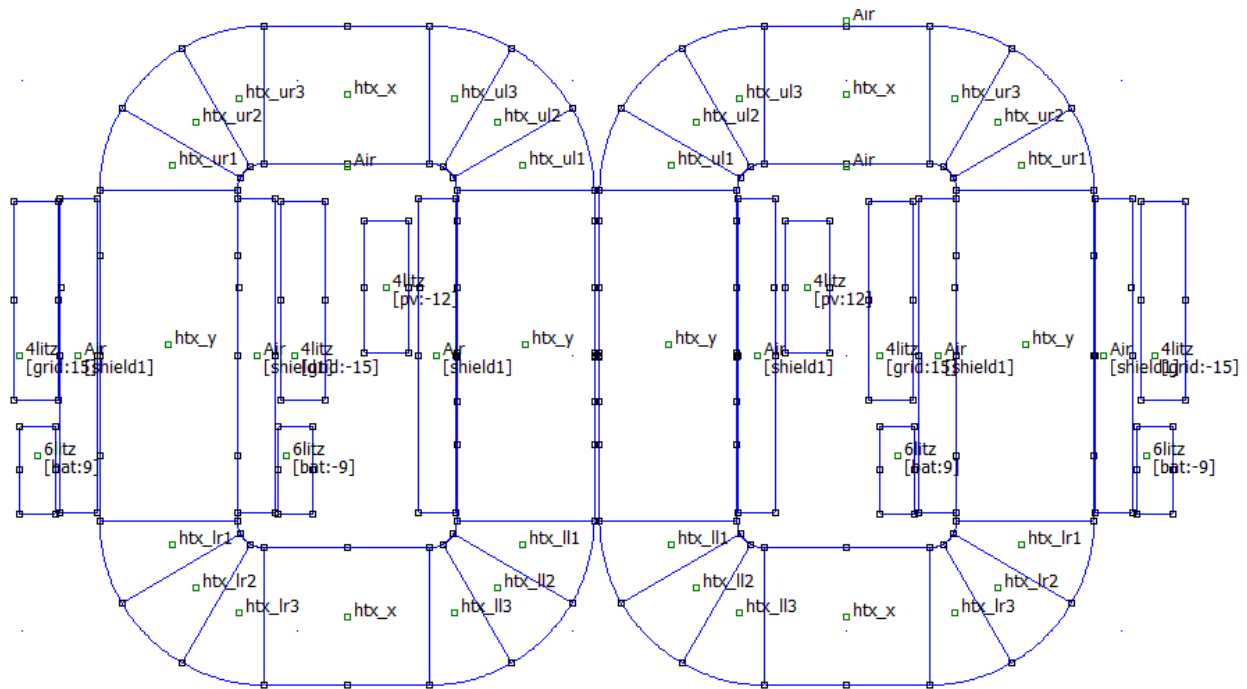 Air
htx_ur3
htx_x
htx_ul3
htx_ul3
htx_x
htx_ur3
htx_ur2
htx_ul2
htx_ul2
htx_ur2
htx_ur1
Air
htx_ul1
htx_ul1
Air
htx_ur1
4litz
[pv:-12]
4litz
[pv:12]
htx_y
htx_y
htx_y
htx_y
4litz
[grid:15]
Air
[shield1]
Air
[shield1]
4litz
[grid:-15]
Air
[shield1]
Air
[shield1]
4litz
[grid:15]
Air
[shield1]
Air
[shield1]
4litz
[grid:-15]
6litz
[bat:9]
6litz
[bat:-9]
6litz
[bat:9]
6litz
[bat:-9]
htx_lr1
htx_ll1
htx_ll1
htx_lr1
htx_lr2
htx_ll2
htx_ll2
htx_lr2
htx_lr3
htx_x
htx_ll3
htx_ll3
htx_x
htx_lr3